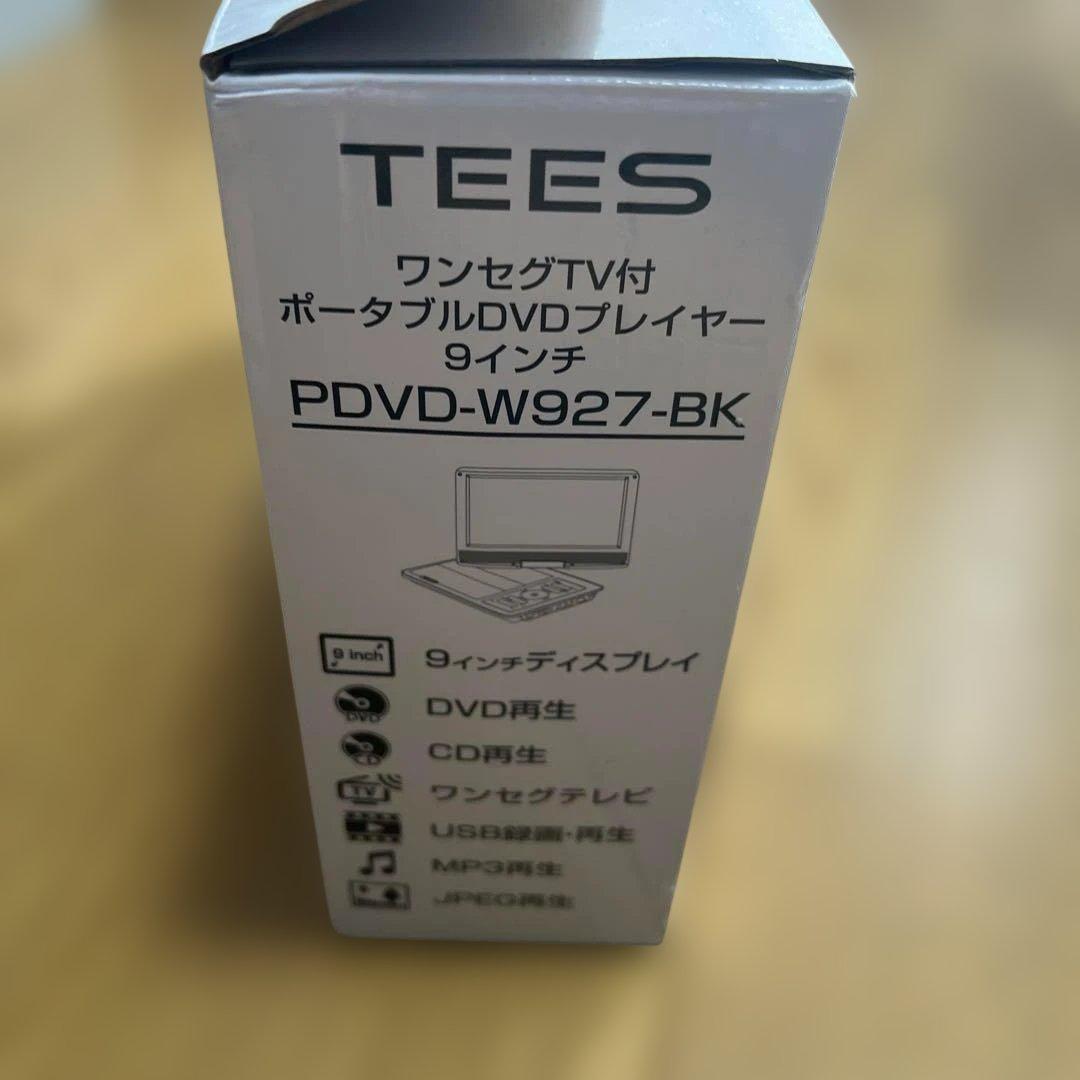 TEES
ワンセグTV付
ポータブルDVDプレイヤー
9インチ
PDVD-W927-BK
9 inch
9インチディスプレイ
DVD
DVD再生
CD
CD再生
TV
ワンセグテレビ
USB録画・再生
MP3再生
JPEG再生